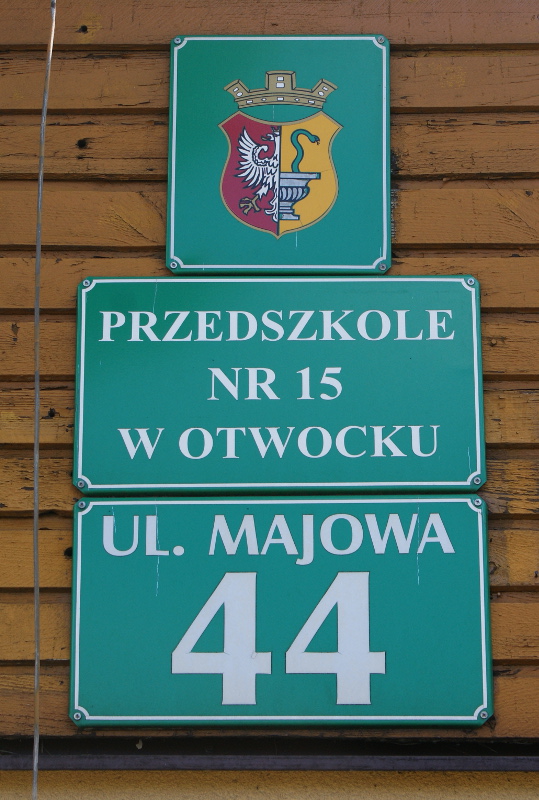 PRZEDSZKOLE
NR 15
W OTWOCKU
UL. MAJOWA
44